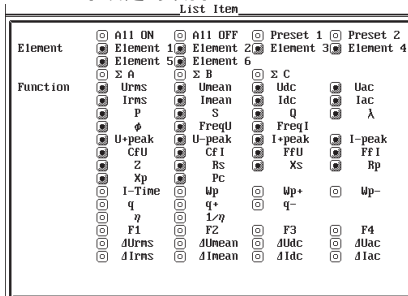 List Item
All ON All OFF Preset 1 Preset 2
Element Element 1 Element 2 Element 3 Element 4
Element 5 Element 6
Σ A Σ B Σ C
Function Urms Umean Udc Uac
Irms Imean Idc Iac
P S Q λ
ϕ FreqU FreqI
U+peak U-peak I+peak I-peak
CfU CfI FfU FfI
Z Rs Xs Rp
Xp Pc
I-Time Wp Wp+ Wp-
q q+ q-
η 1/η
F1 F2 F3 F4
ΔUrms ΔUmean ΔUdc ΔUac
ΔIrms ΔImean ΔIdc ΔIac